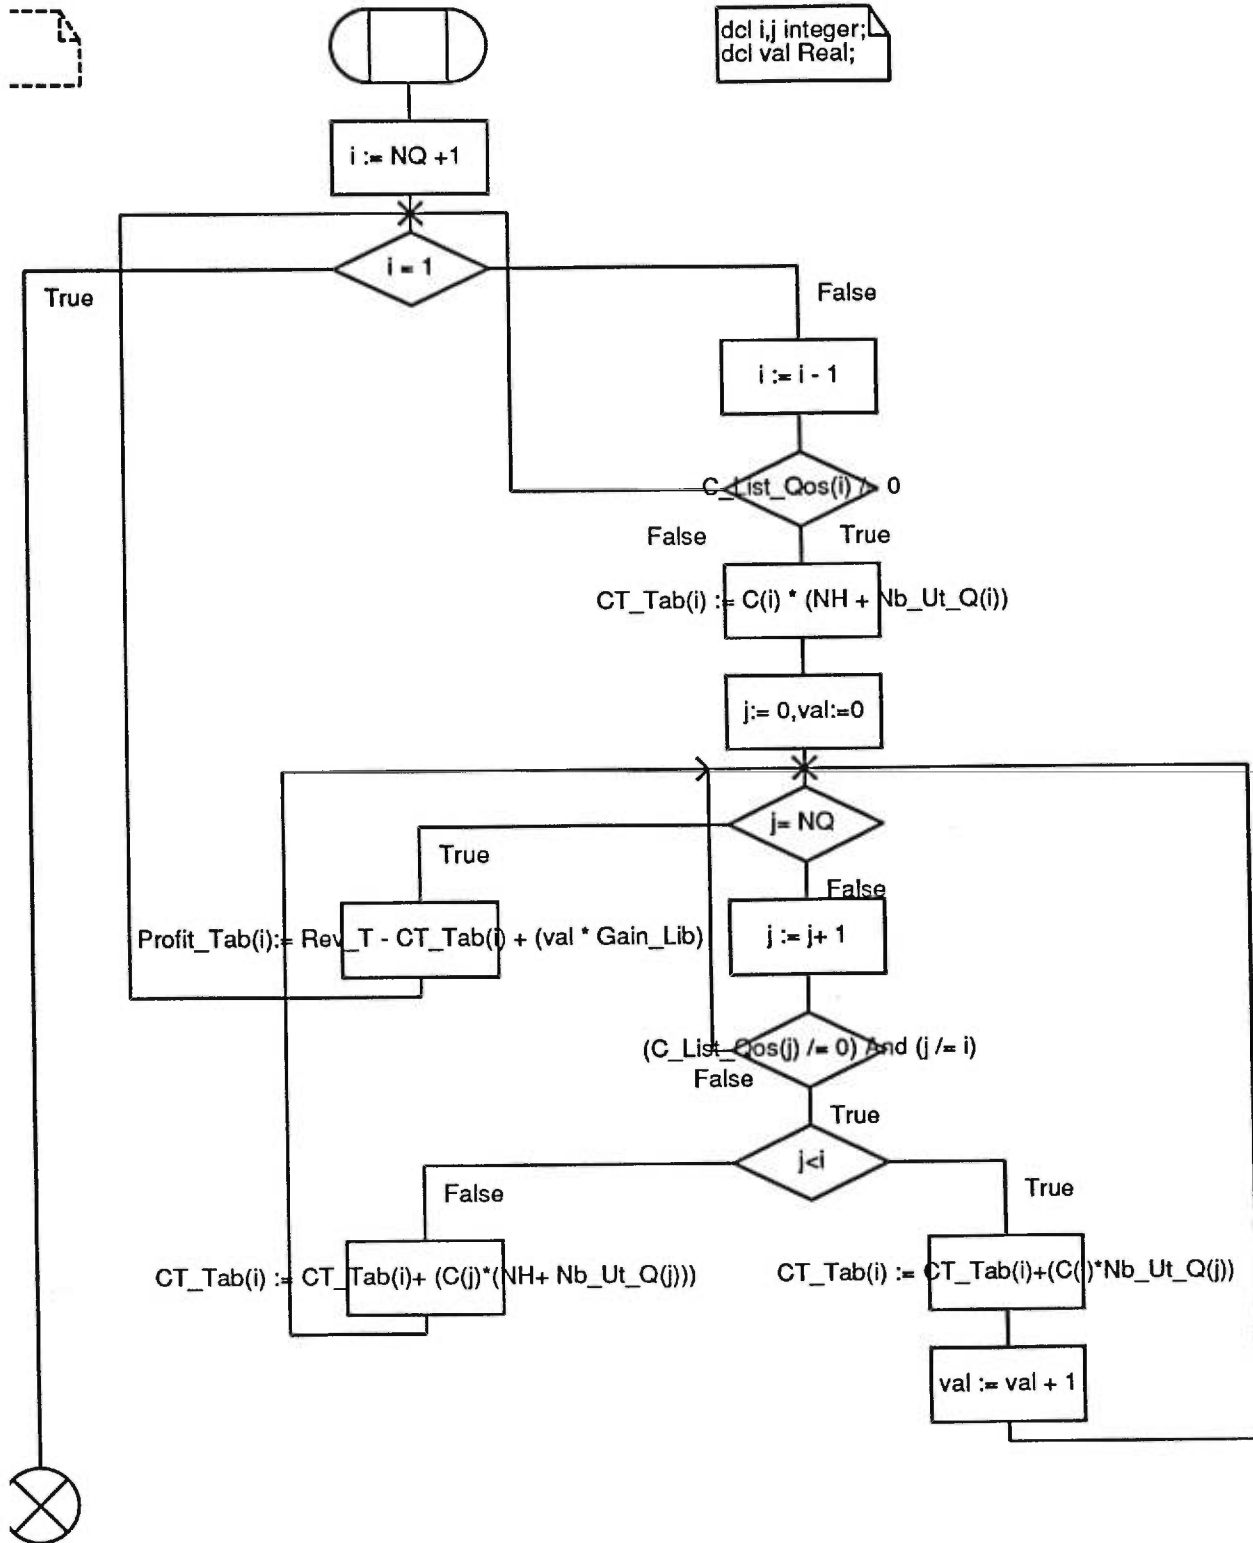 dcl i,j integer;
dcl val Real;
i := NQ +1
i = 1
True
False
i := i - 1
C_List_Qos(i) /= 0
False
True
CT_Tab(i) := C(i) * (NH + Nb_Ut_Q(i))
j:= 0,val:=0
j= NQ
True
False
Profit_Tab(i):= Rev_T - CT_Tab(i) + (val * Gain_Lib)
j := j+ 1
(C_List_Qos(j) /= 0) And (j /= i)
False
True
j<i
False
True
CT_Tab(i) := CT_Tab(i)+ (C(j)*(NH+ Nb_Ut_Q(j)))
CT_Tab(i) := CT_Tab(i)+(C( )*Nb_Ut_Q(j))
val := val + 1